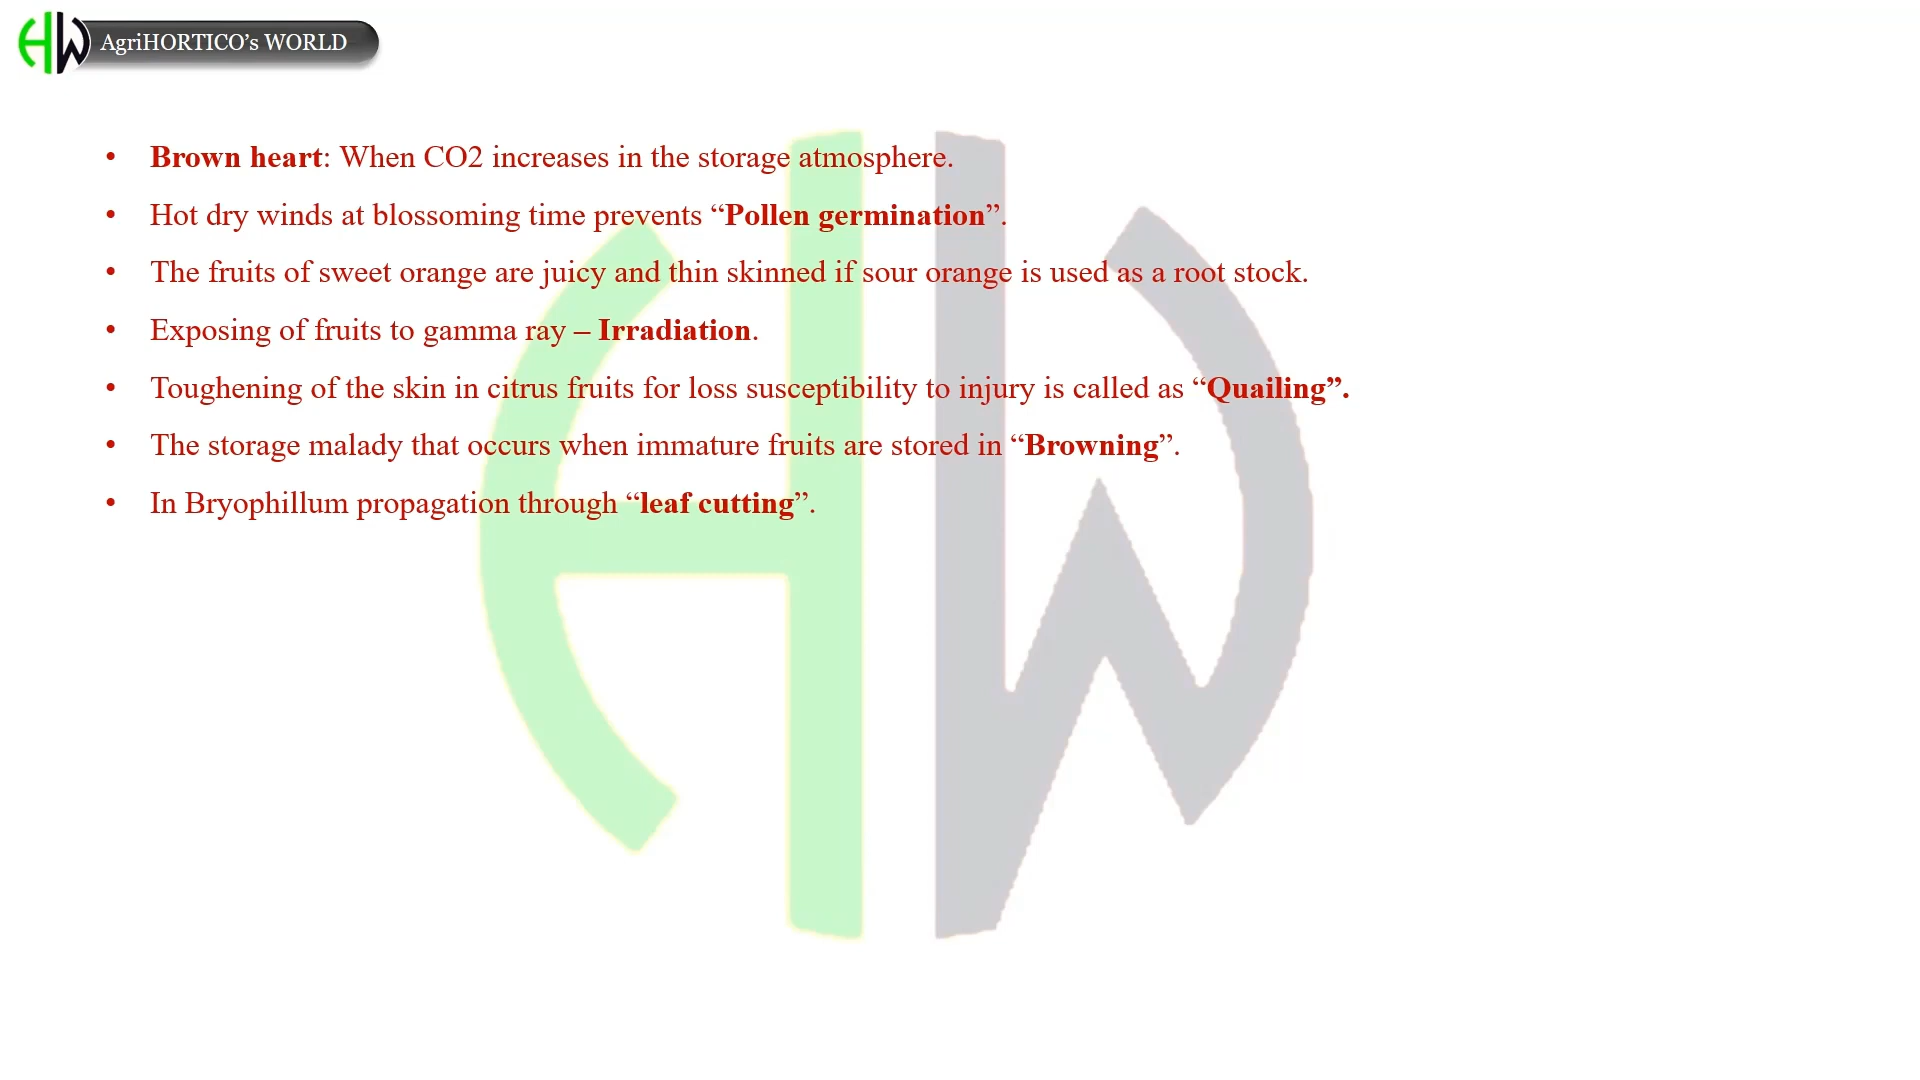 AgriHORTICO’s WORLD
• Brown heart: When CO2 increases in the storage atmosphere.
• Hot dry winds at blossoming time prevents “Pollen germination”.
• The fruits of sweet orange are juicy and thin skinned if sour orange is used as a root stock.
• Exposing of fruits to gamma ray – Irradiation.
• Toughening of the skin in citrus fruits for loss susceptibility to injury is called as “Quailing”.
• The storage malady that occurs when immature fruits are stored in “Browning”.
• In Bryophillum propagation through “leaf cutting”.